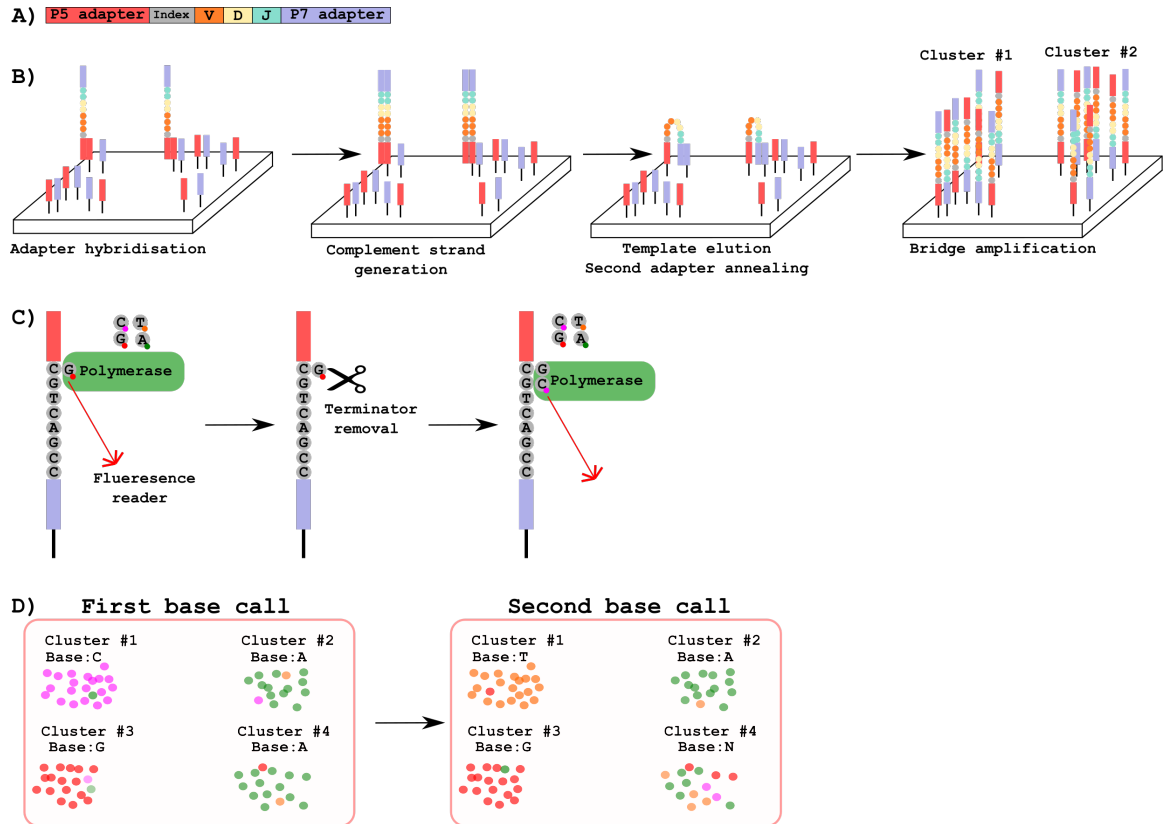 A)
P5 adapter Index V D J P7 adapter
B)
Cluster #1
Cluster #2
Adapter hybridisation
Complement strand
generation
Template elution
Second adapter annealing
Bridge amplification
C)
C T
G A
G
Polymerase
C
G
T
C
A
G
C
C
Flueresence
reader
G
C
G
T
C
A
G
C
C
Terminator
removal
C T
G A
G
C
Polymerase
C
G
T
C
A
G
C
C
D)
First base call
Cluster #1
Base:C
Cluster #2
Base:A
Cluster #3
Base:G
Cluster #4
Base:A
Second base call
Cluster #1
Base:T
Cluster #2
Base:A
Cluster #3
Base:G
Cluster #4
Base:N